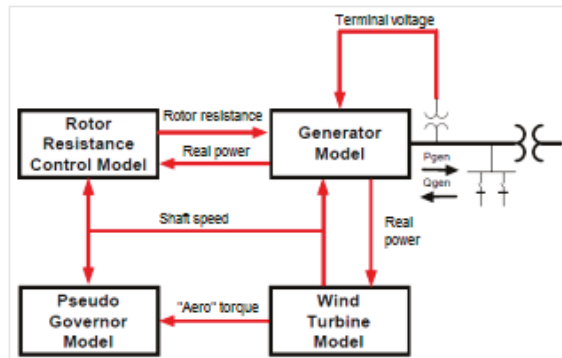 Terminal voltage
Rotor
Resistance
Control Model
Rotor resistance
Real power
Generator
Model
Pgen
Qgen
Shaft speed
Real
power
Pseudo
Governor
Model
"Aero" torque
Wind
Turbine
Model